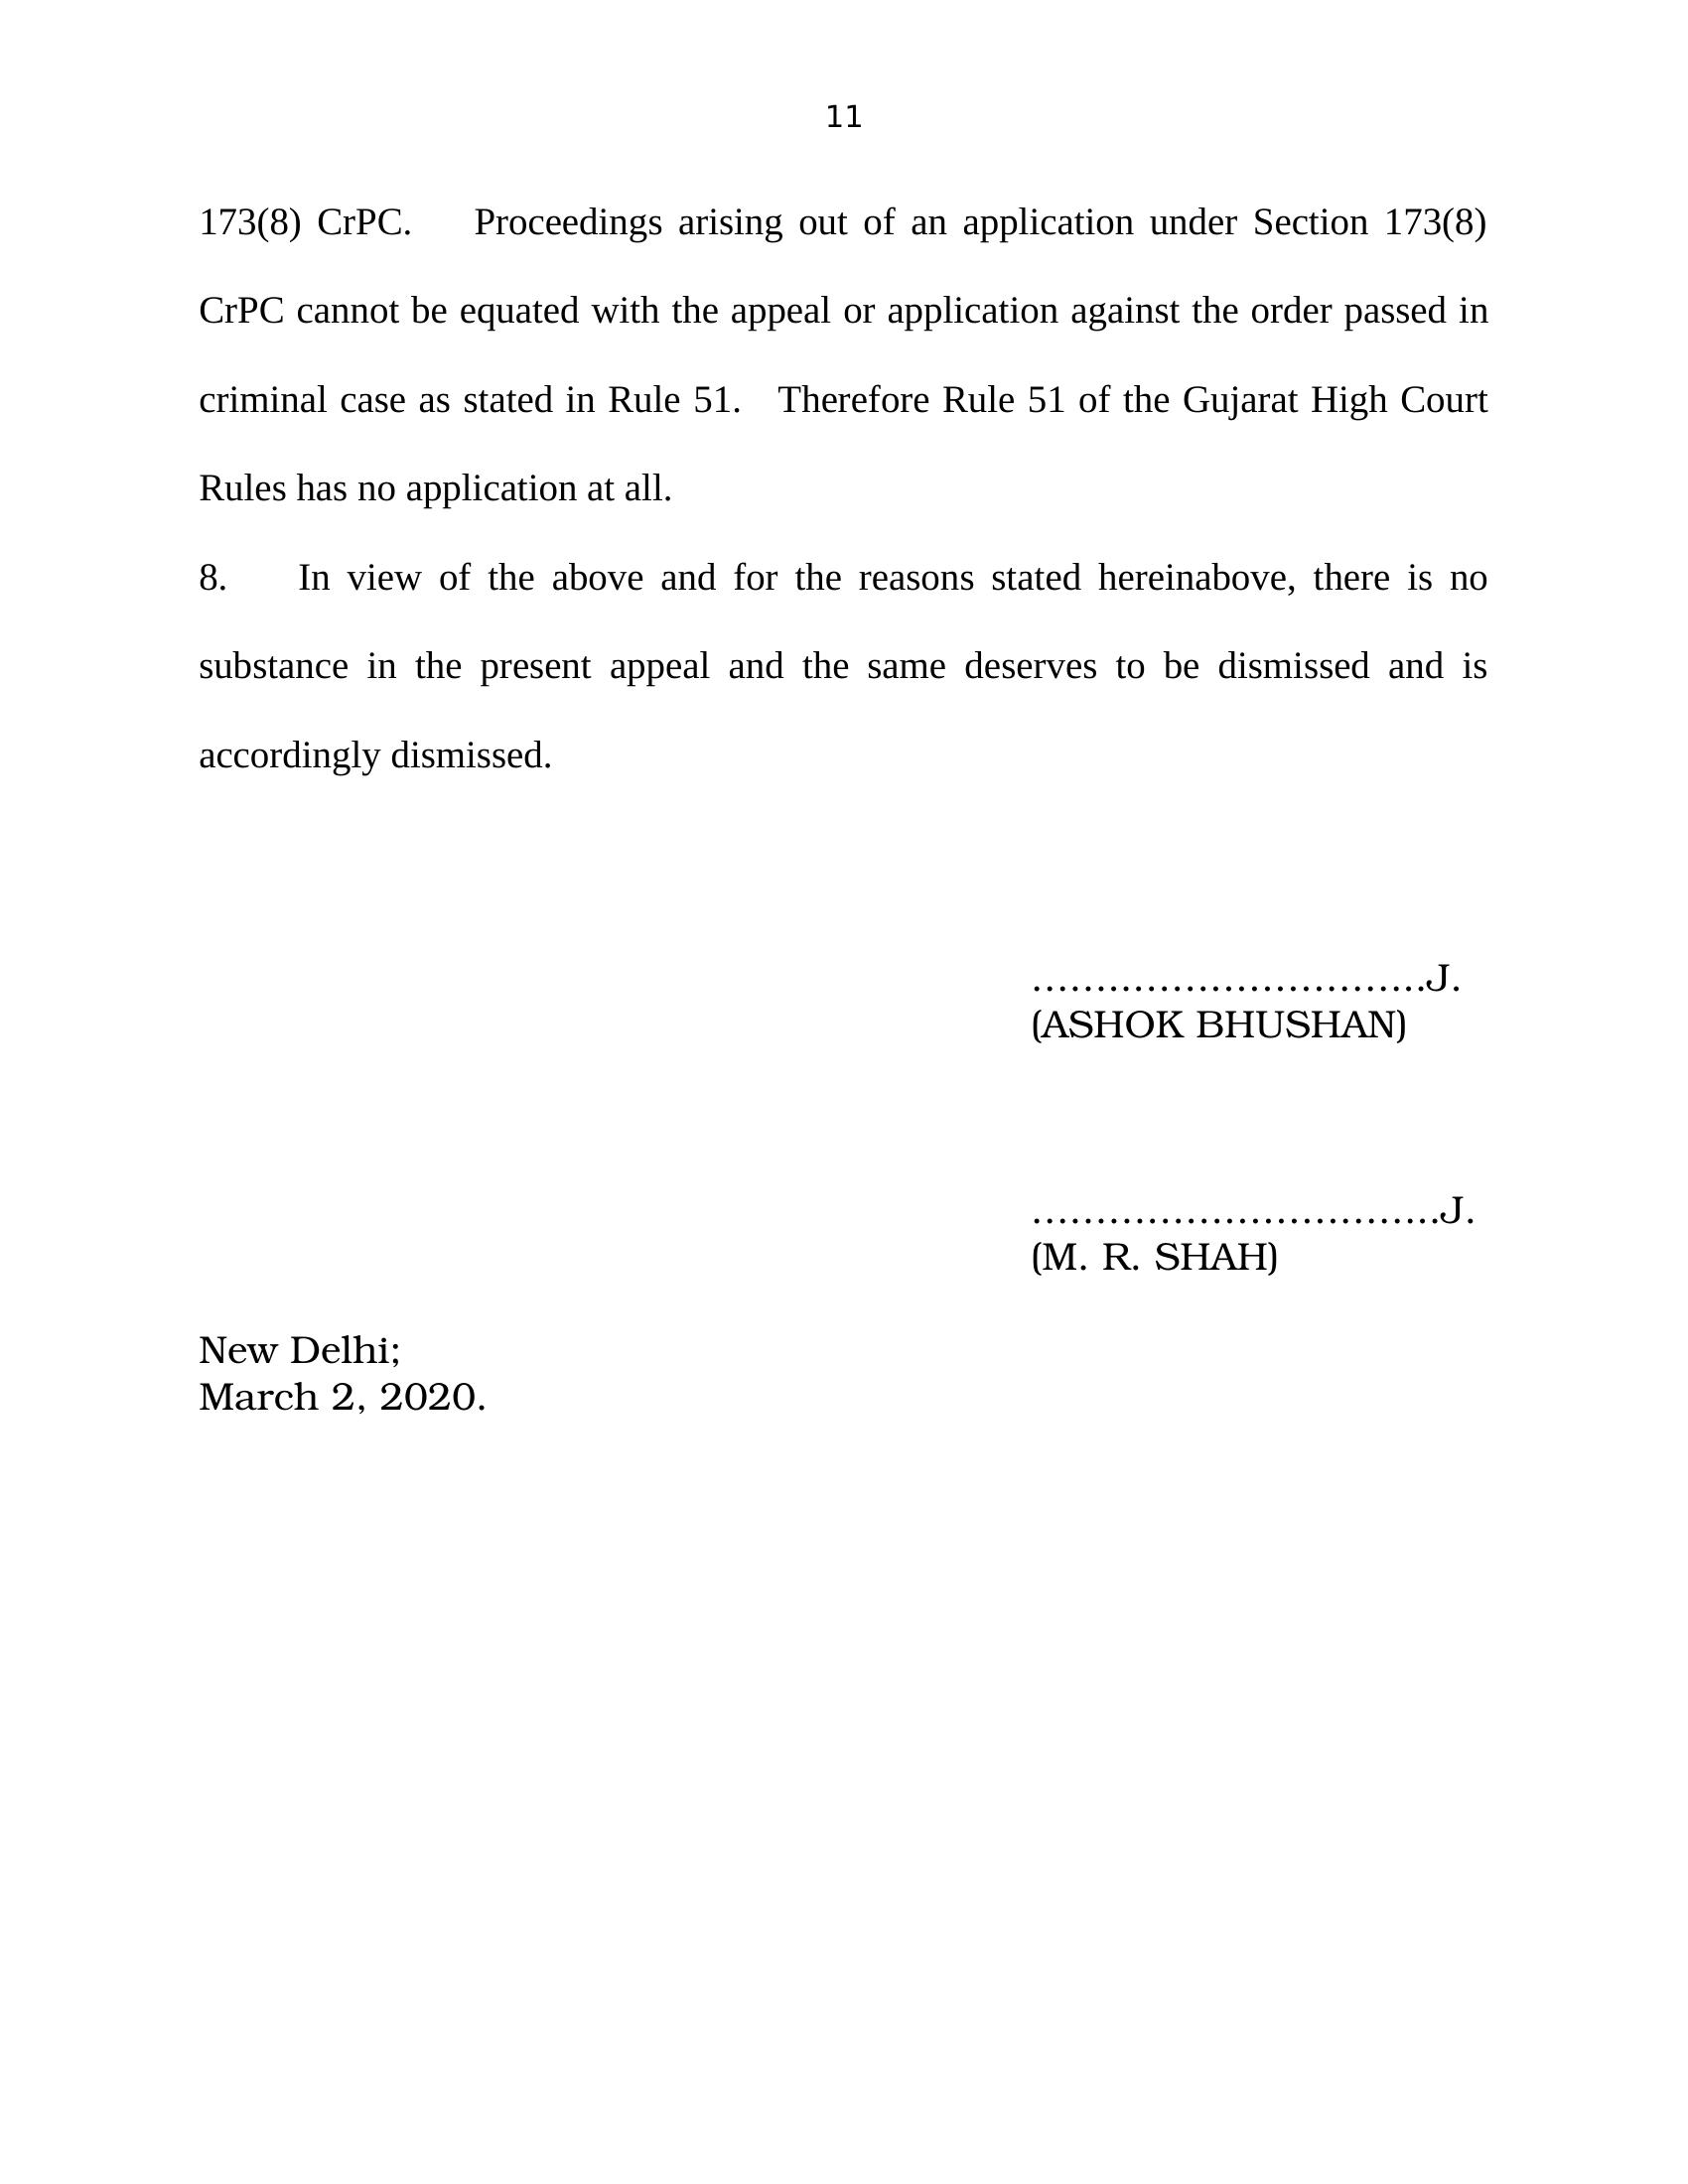 11
173(8) CrPC. Proceedings arising out of an application under Section 173(8)
CrPC cannot be equated with the appeal or application against the order passed in
criminal case as stated in Rule 51. Therefore Rule 51 of the Gujarat High Court
Rules has no application at all.
8. In view of the above and for the reasons stated hereinabove, there is no
substance in the present appeal and the same deserves to be dismissed and is
accordingly dismissed.
…………………………..J.
(ASHOK BHUSHAN)
…………………………...J.
(M. R. SHAH)
New Delhi;
March 2, 2020.